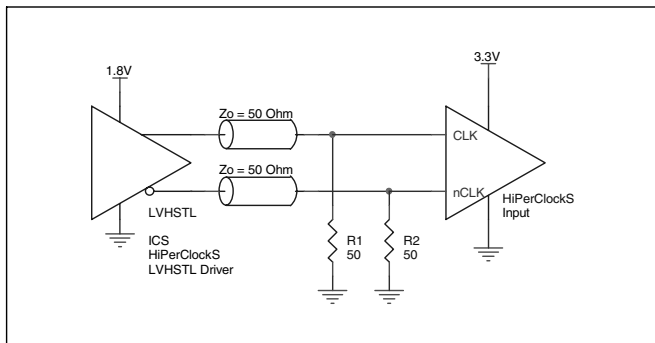 1.8V
3.3V
Zo = 50 Ohm
CLK
Zo = 50 Ohm
nCLK
HiPerClockS
Input
LVHSTL
ICS
HiPerClockS
LVHSTL Driver
R1
50
R2
50